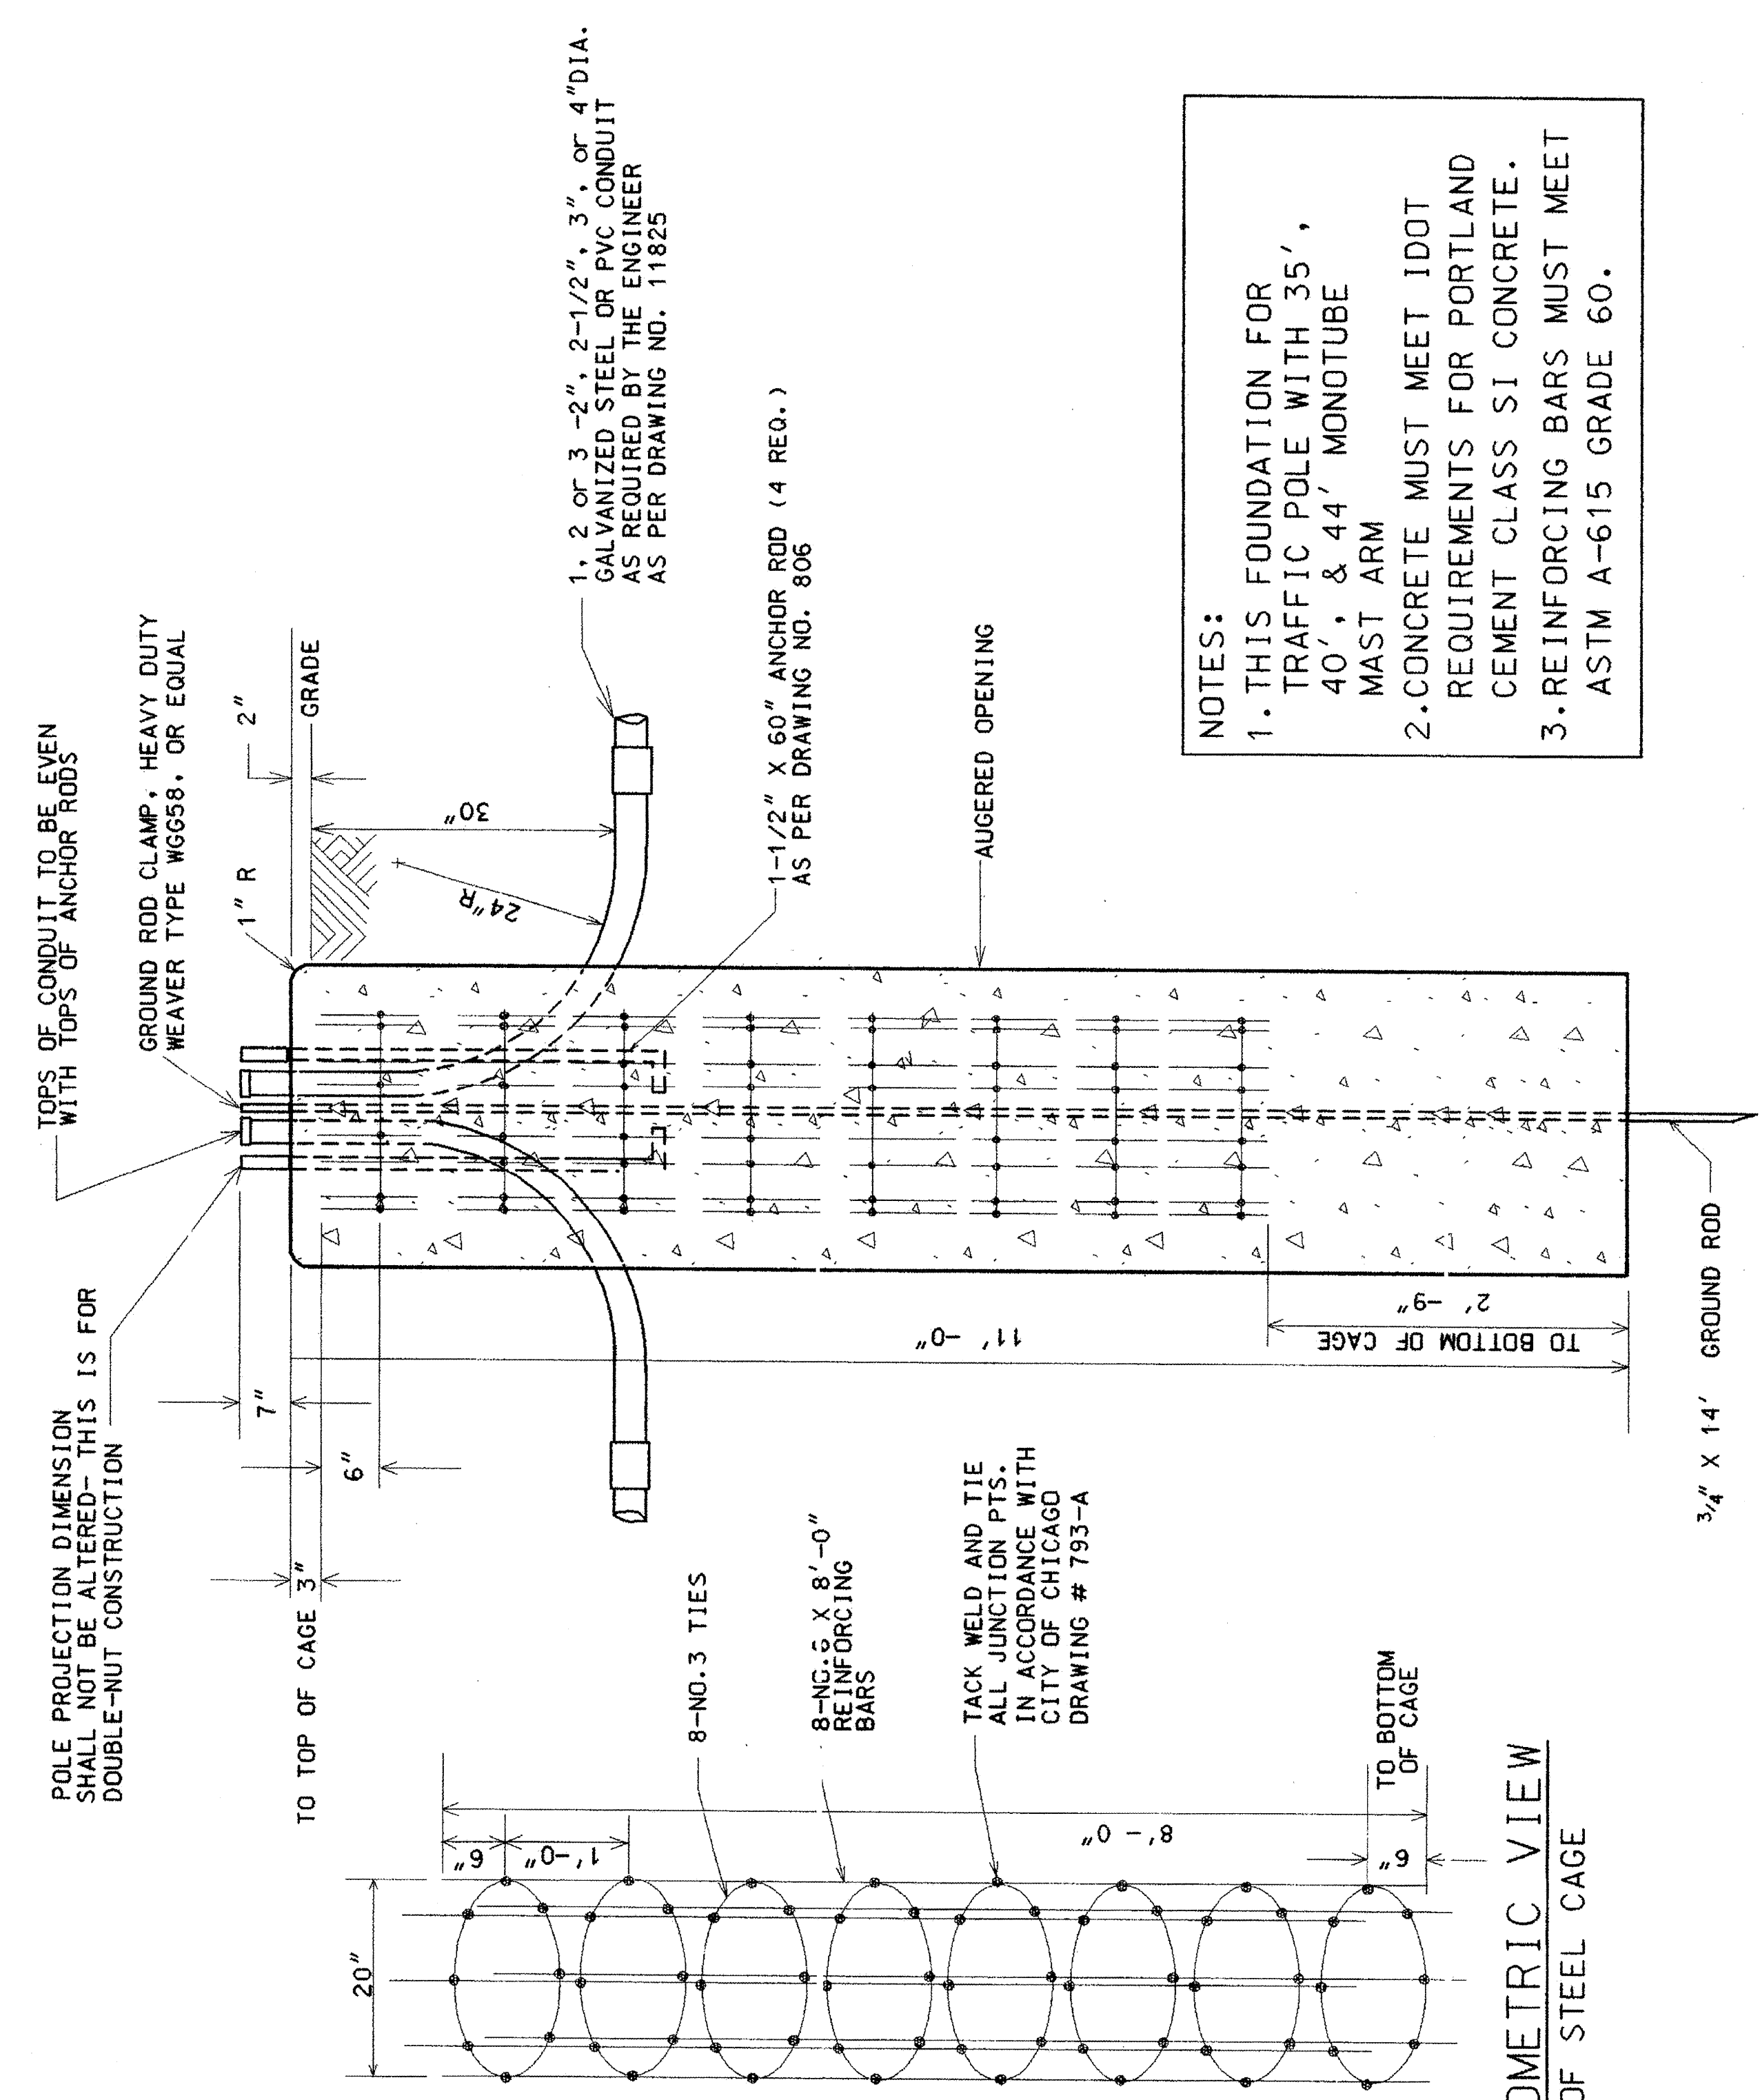 TOPS OF CONDUIT TO BE EVEN
WITH TOPS OF ANCHOR RODS
GROUND ROD CLAMP, HEAVY DUTY
WEAVER TYPE WGG58, OR EQUAL
POLE PROJECTION DIMENSION
SHALL NOT BE ALTERED- THIS IS FOR
DOUBLE-NUT CONSTRUCTION
1" R
2"
GRADE
30"
24"R
1, 2 or 3 -2", 2-1/2", 3", or 4"DIA.
GALVANIZED STEEL OR PVC CONDUIT
AS REQUIRED BY THE ENGINEER
AS PER DRAWING NO. 11825
1-1/2" X 60" ANCHOR ROD (4 REQ.)
AS PER DRAWING NO. 806
AUGERED OPENING
7"
6"
TO TOP OF CAGE 3"
11' -0"
2' -9"
TO BOTTOM OF CAGE
3/4" X 14' GROUND ROD
20"
6"
1'-0"
8'-0"
8-NO.3 TIES
8-NO.6 X 8'-0"
REINFORCING
BARS
TACK WELD AND TIE
ALL JUNCTION PTS.
IN ACCORDANCE WITH
CITY OF CHICAGO
DRAWING # 793-A
TO BOTTOM
OF CAGE
6"
OMETRIC VIEW
OF STEEL CAGE
NOTES:
1. THIS FOUNDATION FOR
TRAFFIC POLE WITH 35',
40', & 44' MONOTUBE
MAST ARM
2.CONCRETE MUST MEET IDOT
REQUIREMENTS FOR PORTLAND
CEMENT CLASS SI CONCRETE.
3.REINFORCING BARS MUST MEET
ASTM A-615 GRADE 60.